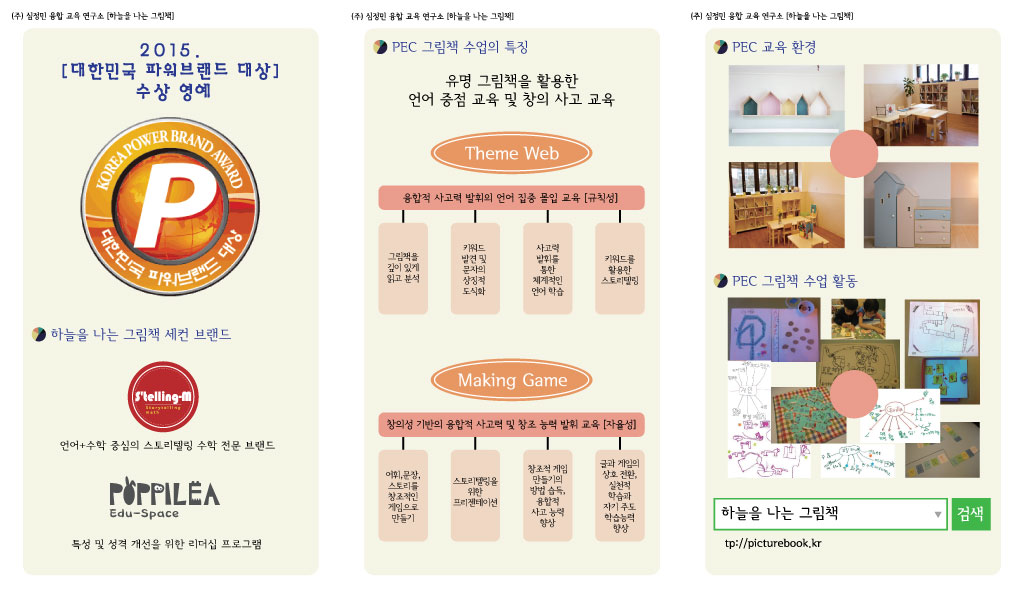 (주) 심정민 융합 교육 연구소 [하늘을 나는 그림책]
2015.
[대한민국 파워브랜드 대상]
수상 영예
KOREA POWER BRAND AWARD
P
대한민국 파워브랜드 대상
하늘을 나는 그림책 세컨 브랜드
S'telling-M
Storytelling
Math
언어+수학 중심의 스토리텔링 수학 전문 브랜드
POPPILEA
Edu-Space
특성 및 성격 개선을 위한 리더십 프로그램
(주) 심정민 융합 교육 연구소 [하늘을 나는 그림책]
PEC 그림책 수업의 특징
유명 그림책을 활용한
언어 중점 교육 및 창의 사고 교육
Theme Web
융합적 사고력 발휘의 언어 집중 몰입 교육 [규칙성]
그림책을
깊이 있게
읽고 분석
키워드
발견 및
문자의
상징적
도식화
사고력
발휘를
통한
체계적인
언어 학습
키워드를
활용한
스토리텔링
Making Game
창의성 기반의 융합적 사고력 및 창조 능력 발휘 교육 [자율성]
어휘,문장,
스토리를
창조적인
게임으로
만들기
스토리텔링을
위한
프리젠테이션
창조적 게임
만들기의
방법 습득,
융합적
사고 능력
향상
글과 게임의
상호 전환,
실천적
학습과
자기 주도
학습능력
향상
(주) 심정민 융합 교육 연구소 [하늘을 나는 그림책]
PEC 교육 환경
PEC 그림책 수업 활동
하늘을 나는 그림책
검색
tp://picturebook.kr